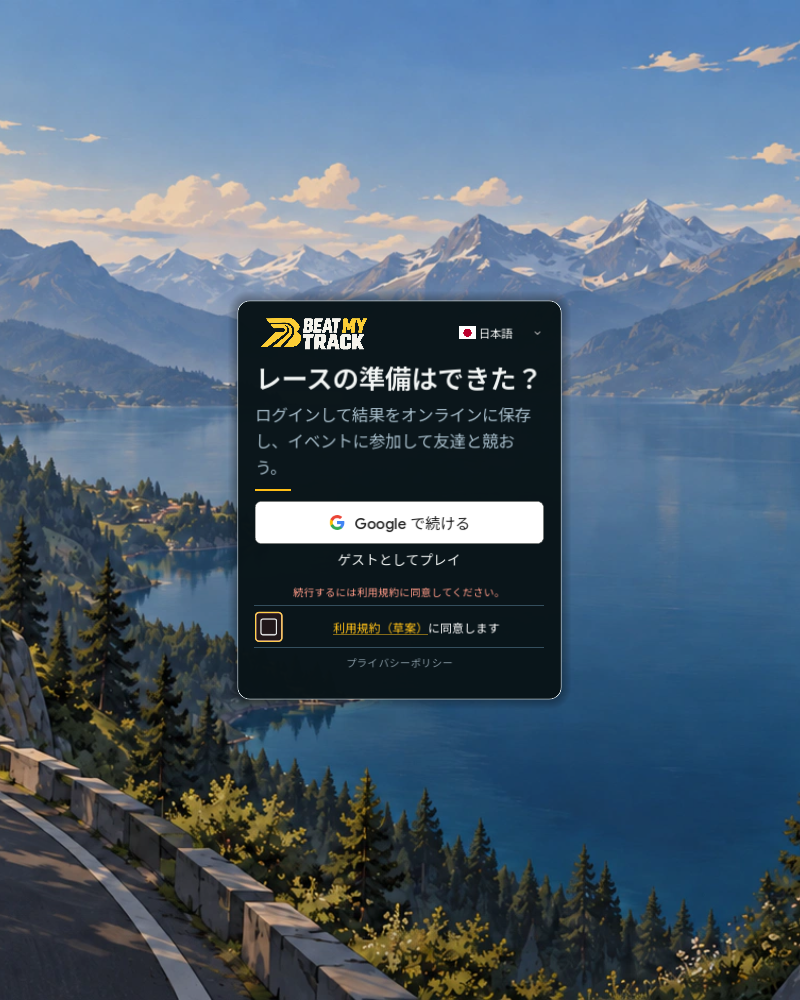 BEAT MY
TRACK
日本語
レースの準備はできた？
ログインして結果をオンラインに保存
し、イベントに参加して友達と競お
う。
Google で続ける
ゲストとしてプレイ
続行するには利用規約に同意してください。
利用規約（草案）に同意します
プライバシーポリシー